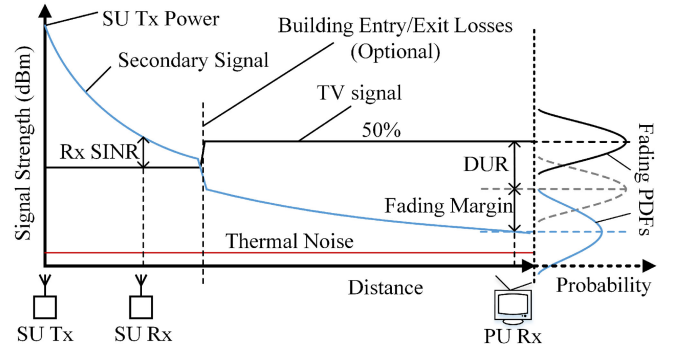 SU Tx Power
Building Entry/Exit Losses
(Optional)
Secondary Signal
TV signal
50%
Signal Strength (dBm)
Rx SINR
DUR
Fading Margin
Fading PDFs
Thermal Noise
Distance
Probability
SU Tx
SU Rx
PU Rx